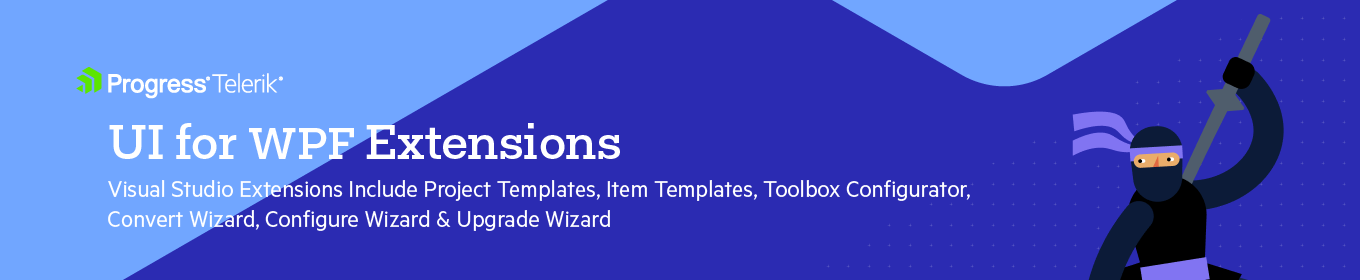 Progress® Telerik®
UI for WPF Extensions
Visual Studio Extensions Include Project Templates, Item Templates, Toolbox Configurator,
Convert Wizard, Configure Wizard & Upgrade Wizard